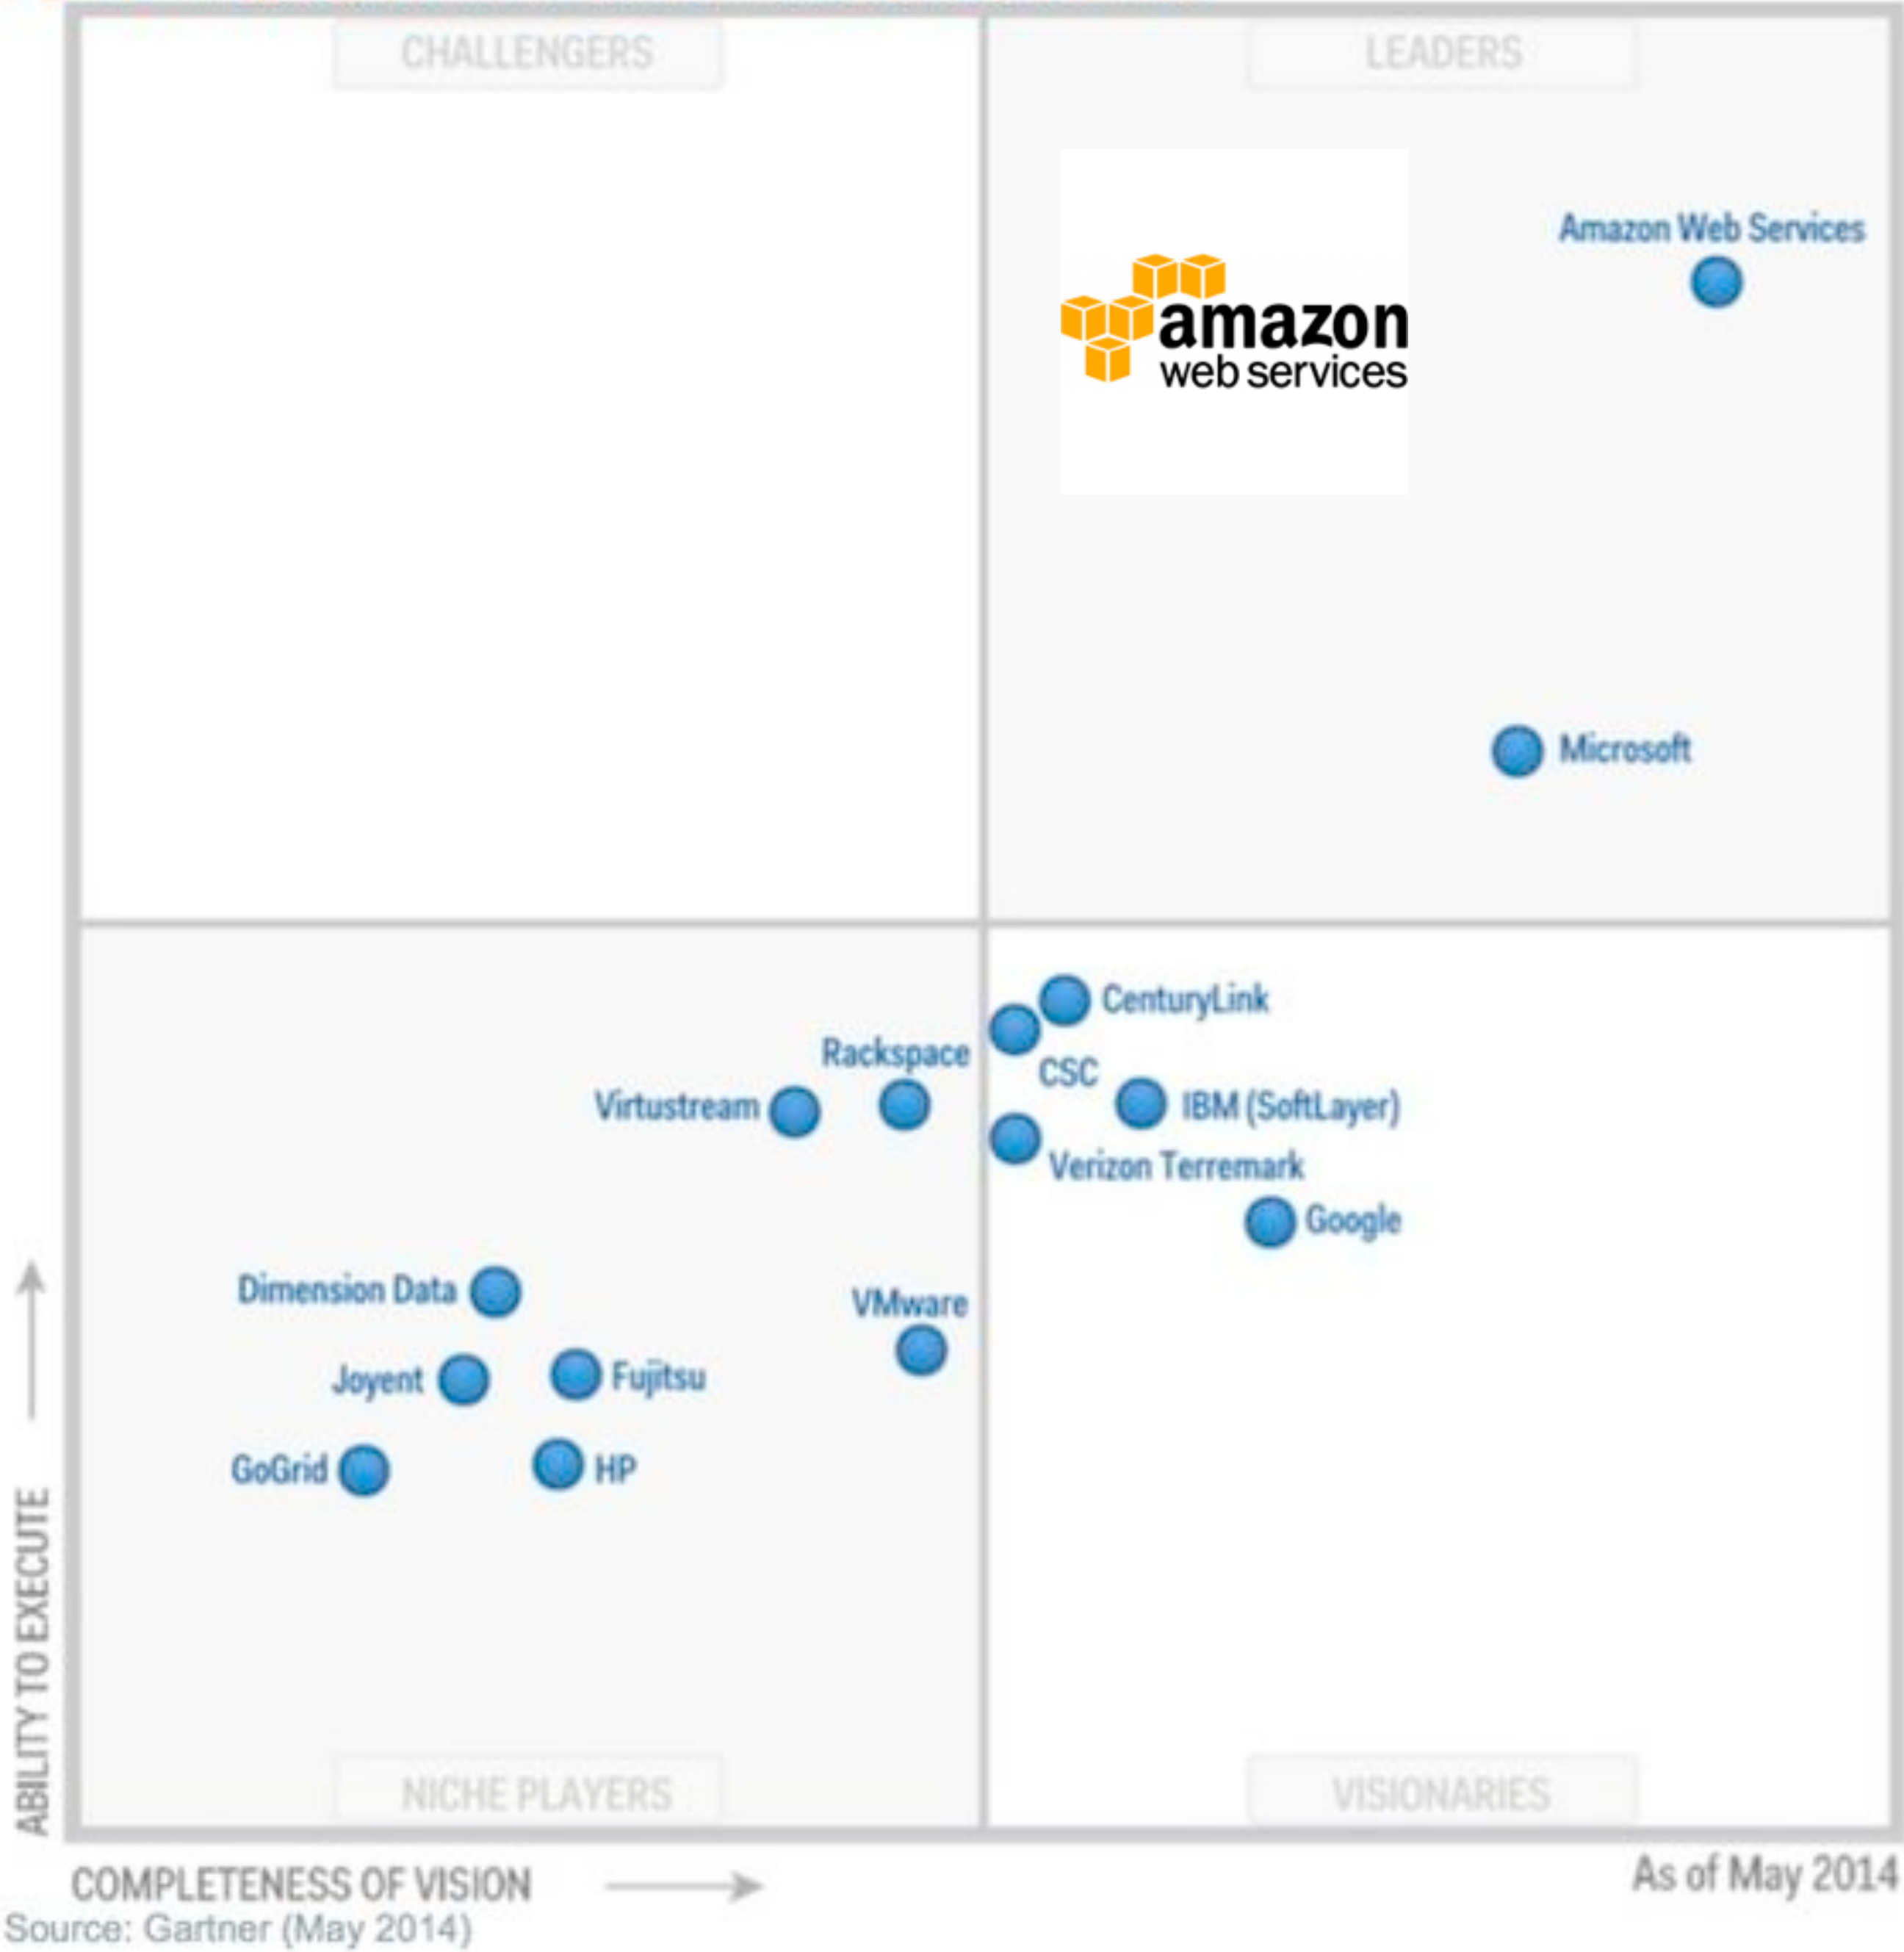 CHALLENGERS
LEADERS
Amazon Web Services
amazon
web services
Microsoft
CenturyLink
CSC
Rackspace
Virtustream
IBM (SoftLayer)
Verizon Terremark
Google
Dimension Data
VMware
Joyent
Fujitsu
GoGrid
HP
ABILITY TO EXECUTE
NICHE PLAYERS
VISIONARIES
COMPLETENESS OF VISION
As of May 2014
Source: Gartner (May 2014)